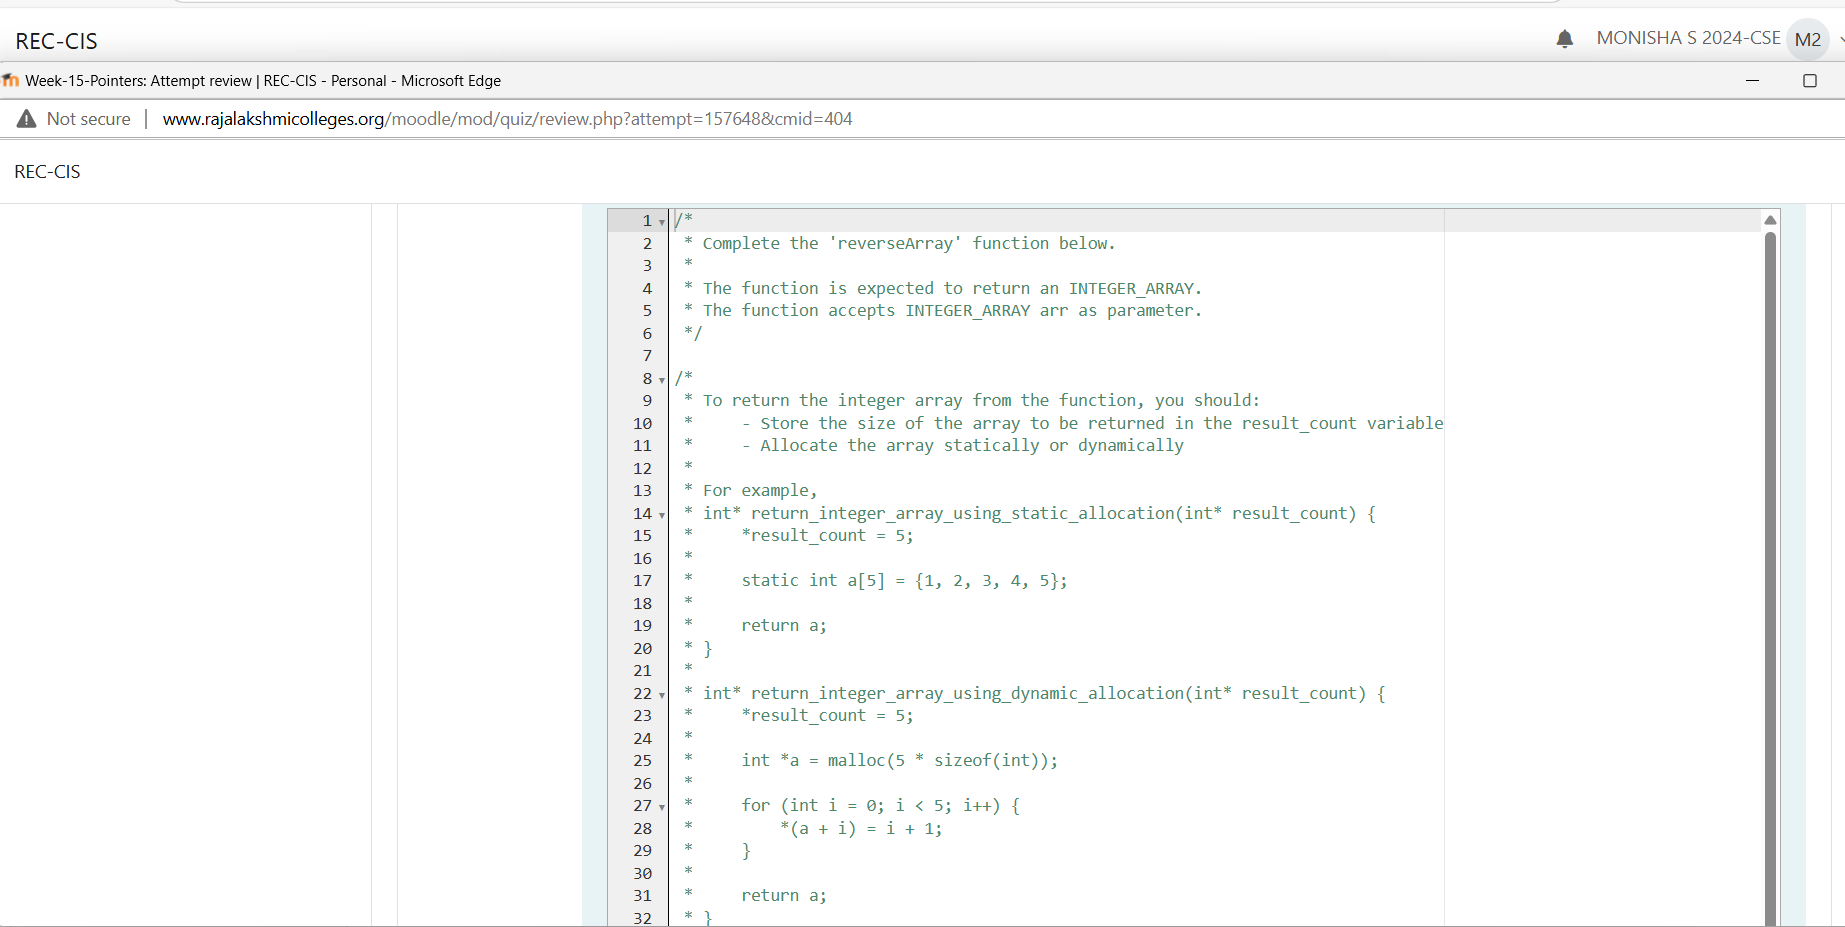 REC-CIS
MONISHA S 2024-CSE M2
Week-15-Pointers: Attempt review | REC-CIS - Personal - Microsoft Edge
Not secure | www.rajalakshmicolleges.org/moodle/mod/quiz/review.php?attempt=157648&cmid=404
REC-CIS
1 /*
2  * Complete the 'reverseArray' function below.
3  *
4  * The function is expected to return an INTEGER_ARRAY.
5  * The function accepts INTEGER_ARRAY arr as parameter.
6  */
7
8 /*
9  * To return the integer array from the function, you should:
10  *     - Store the size of the array to be returned in the result_count variable
11  *     - Allocate the array statically or dynamically
12  *
13  * For example,
14  * int* return_integer_array_using_static_allocation(int* result_count) {
15  *     *result_count = 5;
16  *
17  *     static int a[5] = {1, 2, 3, 4, 5};
18  *
19  *     return a;
20  * }
21  *
22  * int* return_integer_array_using_dynamic_allocation(int* result_count) {
23  *     *result_count = 5;
24  *
25  *     int *a = malloc(5 * sizeof(int));
26  *
27  *     for (int i = 0; i < 5; i++) {
28  *         *(a + i) = i + 1;
29  *     }
30  *
31  *     return a;
32  * }